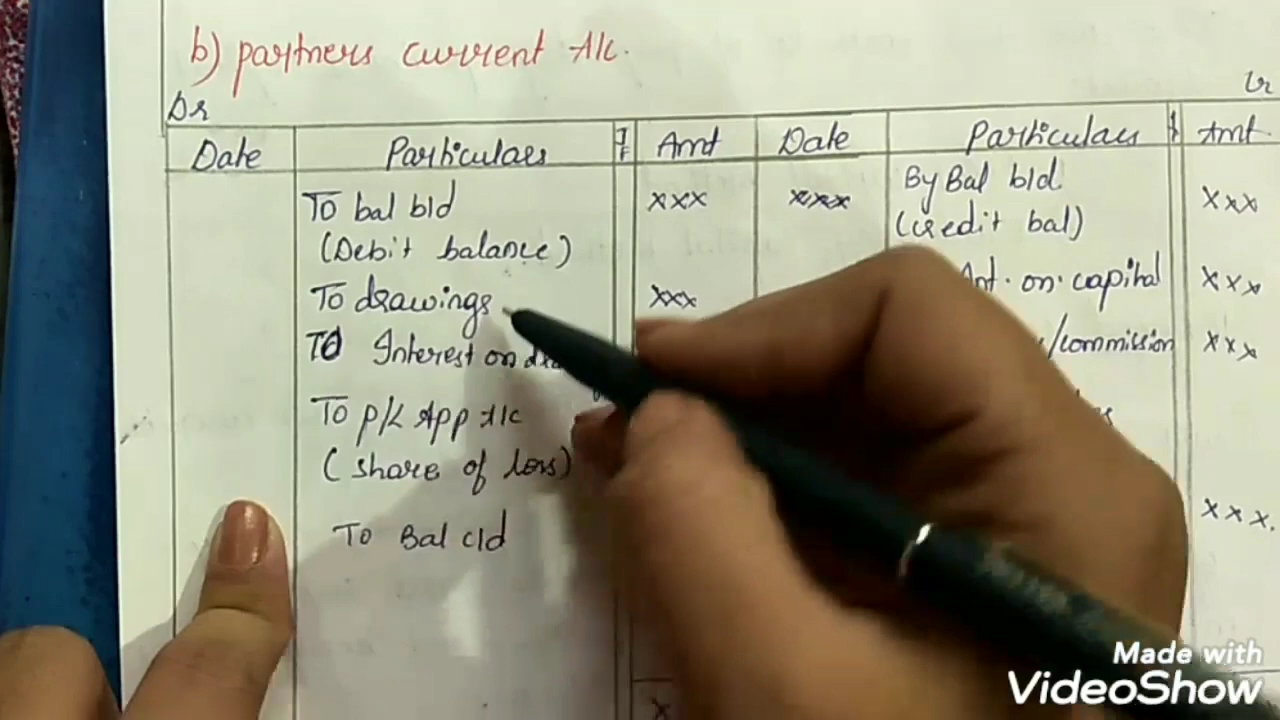 b) partners current A/c.
Dr
Cr
Date Particulars J F Amt Date Particulars Amt
To bal b/d xxx xxx By Bal b/d xxx
(Debit balance) (credit bal)
To drawings xxx Int. on. capital xxx
To Interest on /commission xxx
To P/L App A/c
(share of loss)
xxx.
To Bal c/d
x
Made with
VideoShow